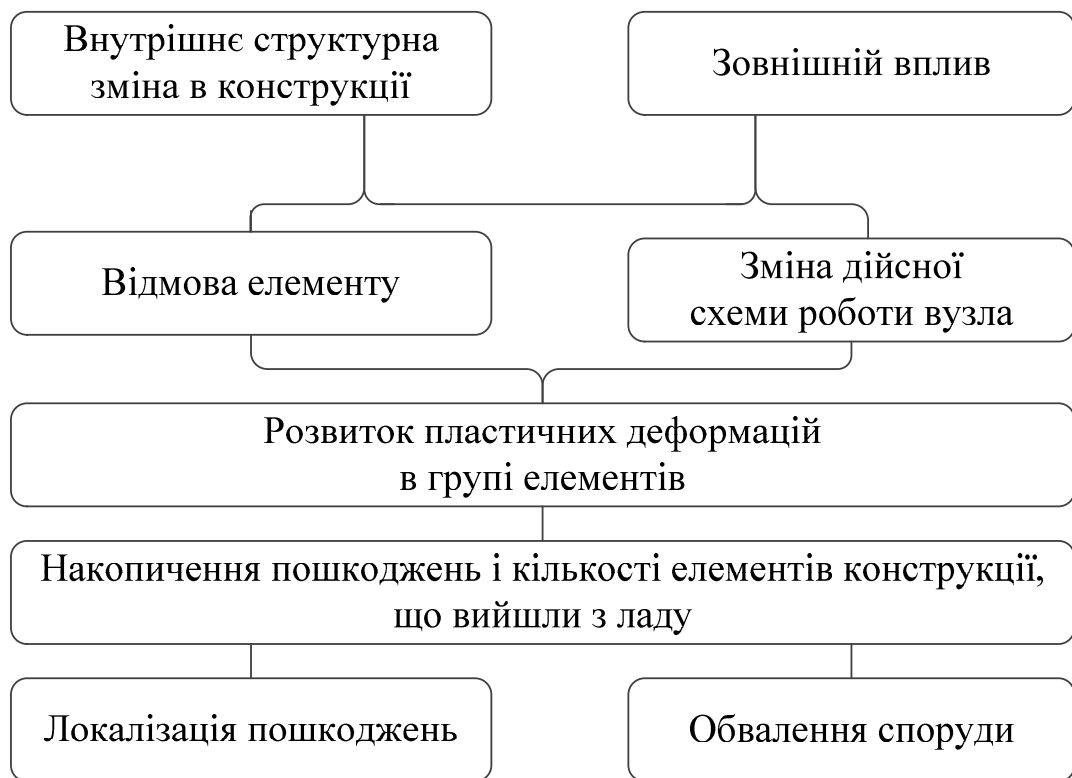 Внутрішнє структурна
зміна в конструкції
Зовнішній вплив
Відмова елементу
Зміна дійсної
схеми роботи вузла
Розвиток пластичних деформацій
в групі елементів
Накопичення пошкоджень і кількості елементів конструкції,
що вийшли з ладу
Локалізація пошкоджень
Обвалення споруди